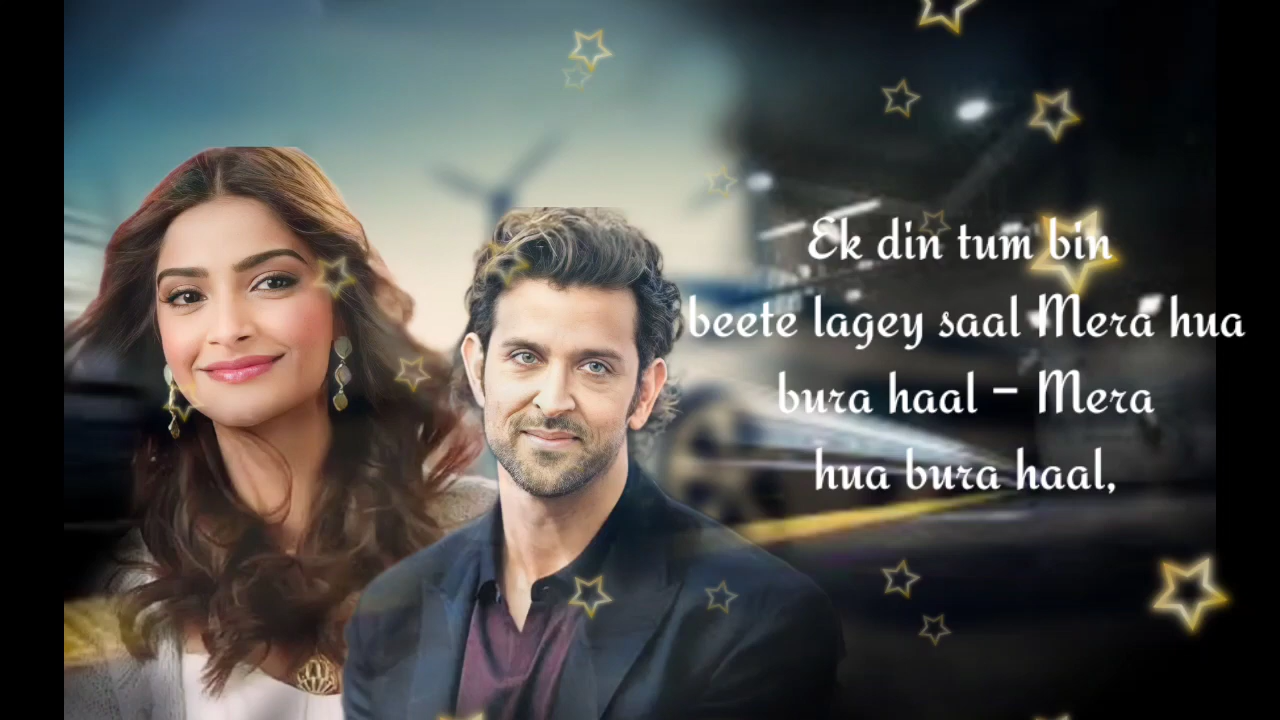 Ek din tum bin
beete lagey saal Mera hua
bura haal - Mera
hua bura haal,